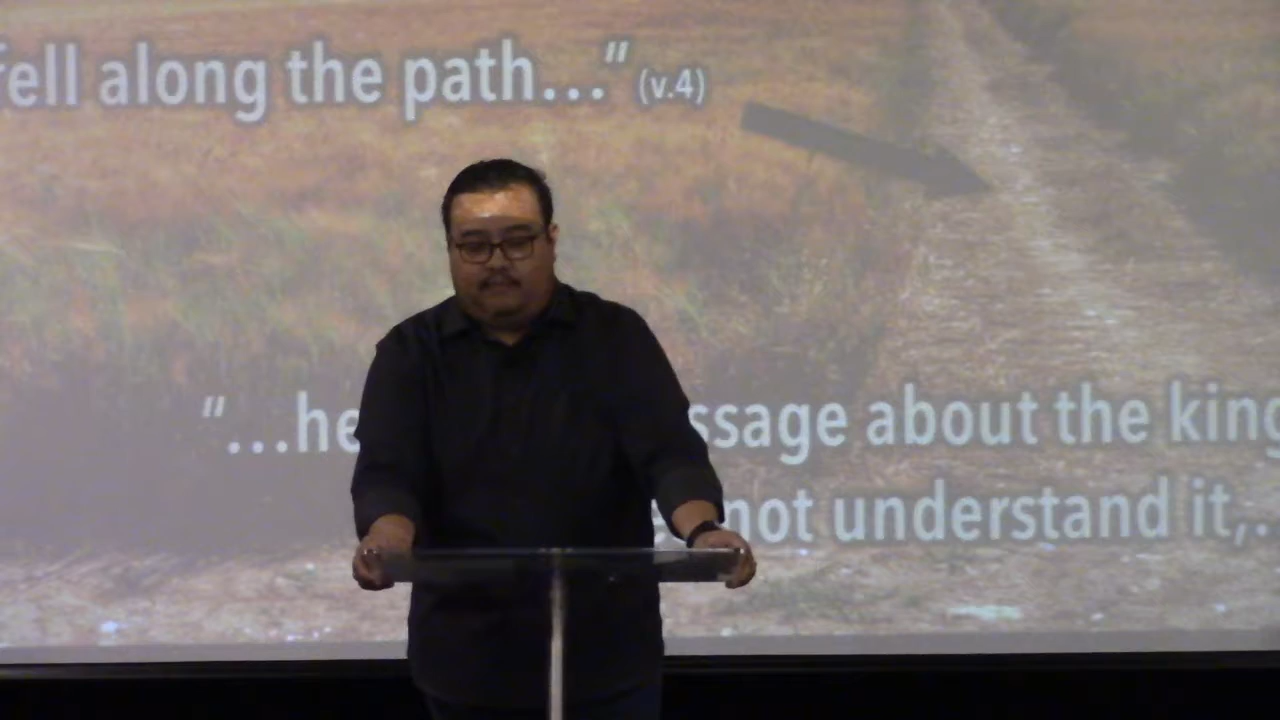 fell along the path..." (v.4)
"...he ssage about the king
not understand it,.